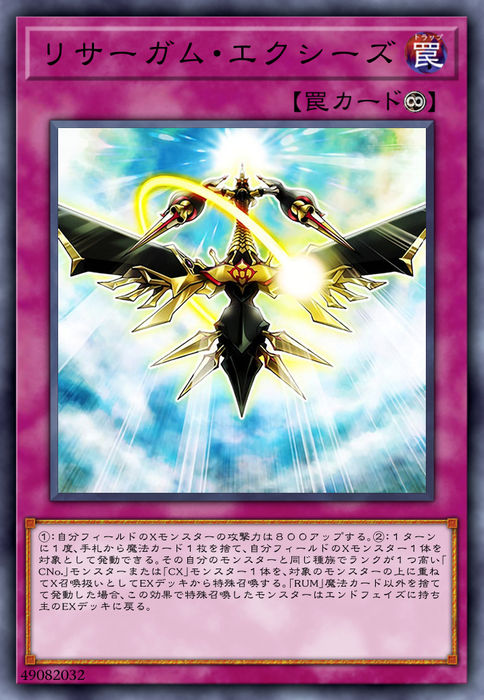 リサーガム・エクシーズ
トラップ
罠
【罠カード】
①：自分フィールドのXモンスターの攻撃力は８００アップする。②：１ターン
に１度、手札から魔法カード１枚を捨て、自分フィールドのXモンスター１体を
対象として発動できる。その自分のモンスターと同じ種族でランクが１つ高い「
CNo.」モンスターまたは「CX」モンスター１体を、対象のモンスターの上に重ね
てX召喚扱いとしてEXデッキから特殊召喚する。「RUM」魔法カード以外を捨て
て発動した場合、この効果で特殊召喚したモンスターはエンドフェイズに持ち
主のEXデッキに戻る。
49082032